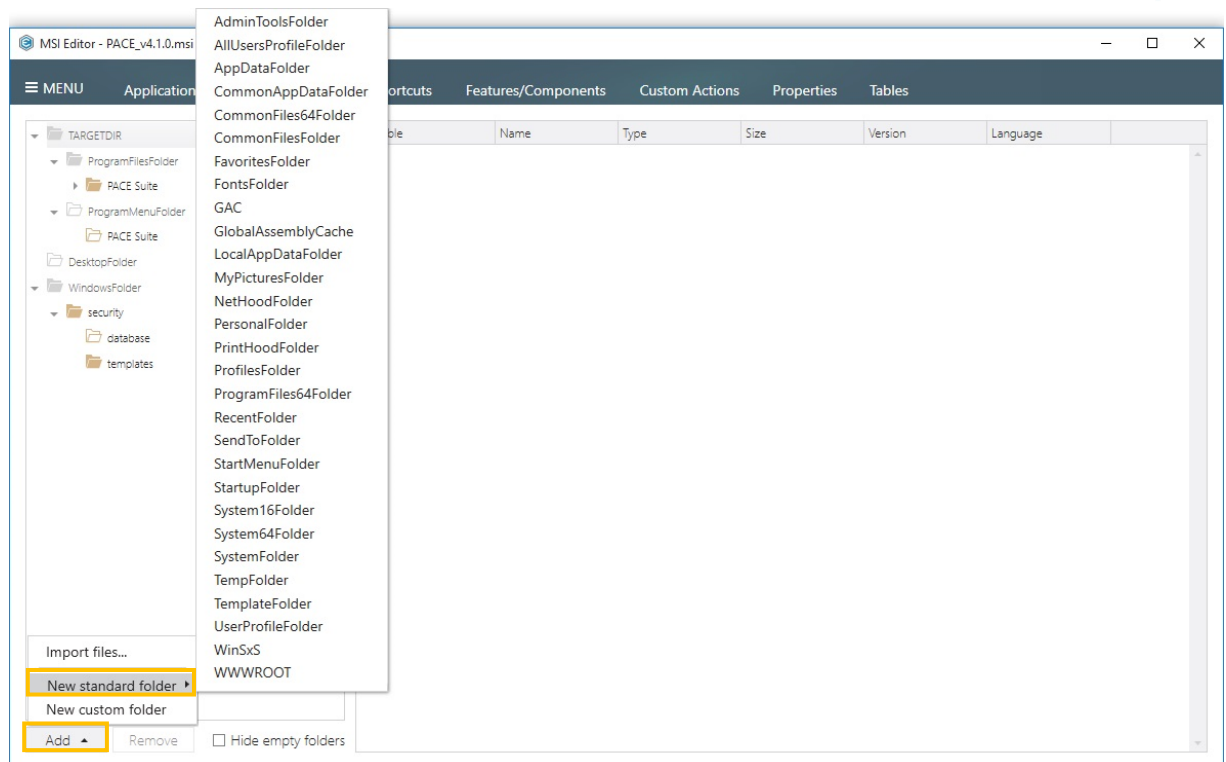 MSI Editor - PACE_v4.1.0.msi
MENU Application ortcuts Features/Components Custom Actions Properties Tables
ble Name Type Size Version Language
TARGETDIR
ProgramFilesFolder
PACE Suite
ProgramMenuFolder
PACE Suite
DesktopFolder
WindowsFolder
security
database
templates
AdminToolsFolder
AllUsersProfileFolder
AppDataFolder
CommonAppDataFolder
CommonFiles64Folder
CommonFilesFolder
FavoritesFolder
FontsFolder
GAC
GlobalAssemblyCache
LocalAppDataFolder
MyPicturesFolder
NetHoodFolder
PersonalFolder
PrintHoodFolder
ProfilesFolder
ProgramFiles64Folder
RecentFolder
SendToFolder
StartMenuFolder
StartupFolder
System16Folder
System64Folder
SystemFolder
TempFolder
TemplateFolder
UserProfileFolder
WinSxS
WWWROOT
Import files...
New standard folder
New custom folder
Add Remove Hide empty folders